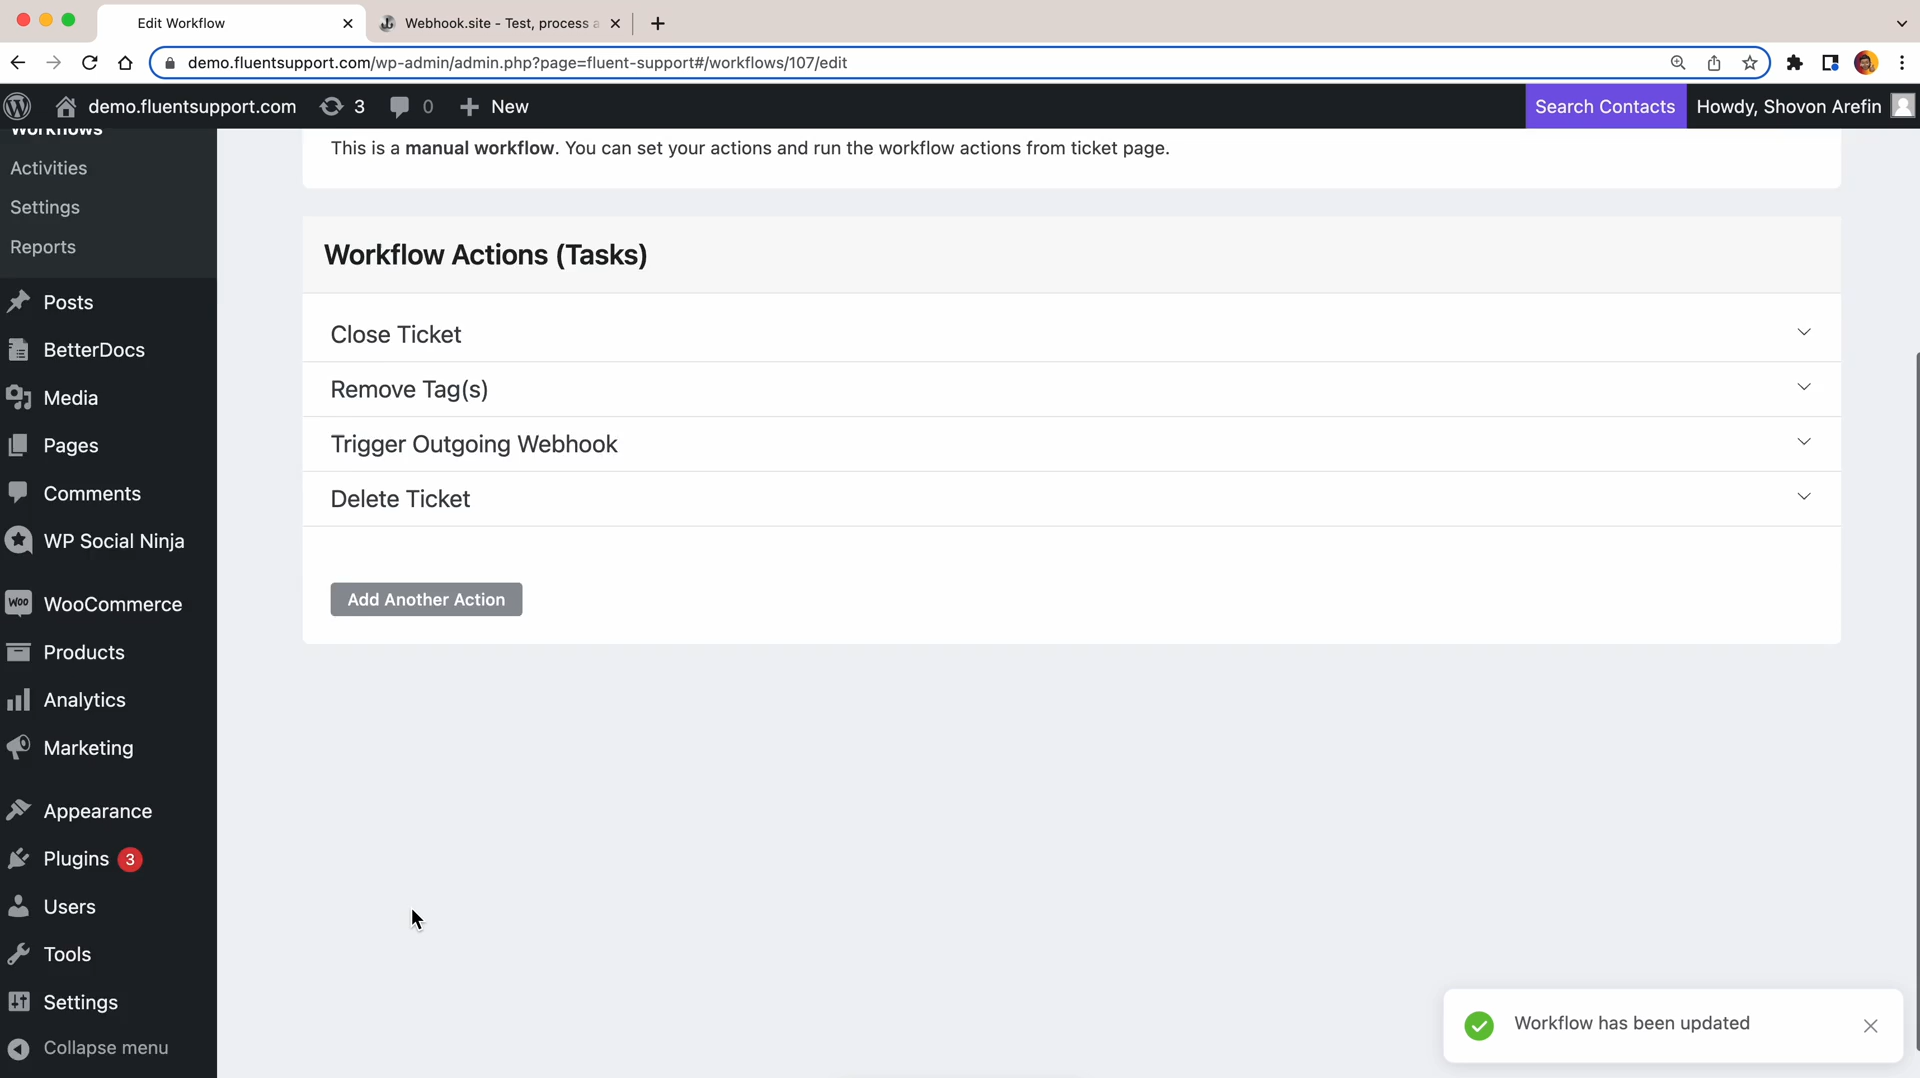 Edit Workflow
Webhook.site - Test, process a
demo.fluentsupport.com/wp-admin/admin.php?page=fluent-support#/workflows/107/edit
demo.fluentsupport.com 3 0 New Search Contacts Howdy, Shovon Arefin
Workflows
Activities
Settings
Reports
Posts
BetterDocs
Media
Pages
Comments
WP Social Ninja
Woo WooCommerce
Products
Analytics
Marketing
Appearance
Plugins 3
Users
Tools
Settings
Collapse menu
This is a manual workflow. You can set your actions and run the workflow actions from ticket page.
Workflow Actions (Tasks)
Close Ticket
Remove Tag(s)
Trigger Outgoing Webhook
Delete Ticket
Add Another Action
Workflow has been updated